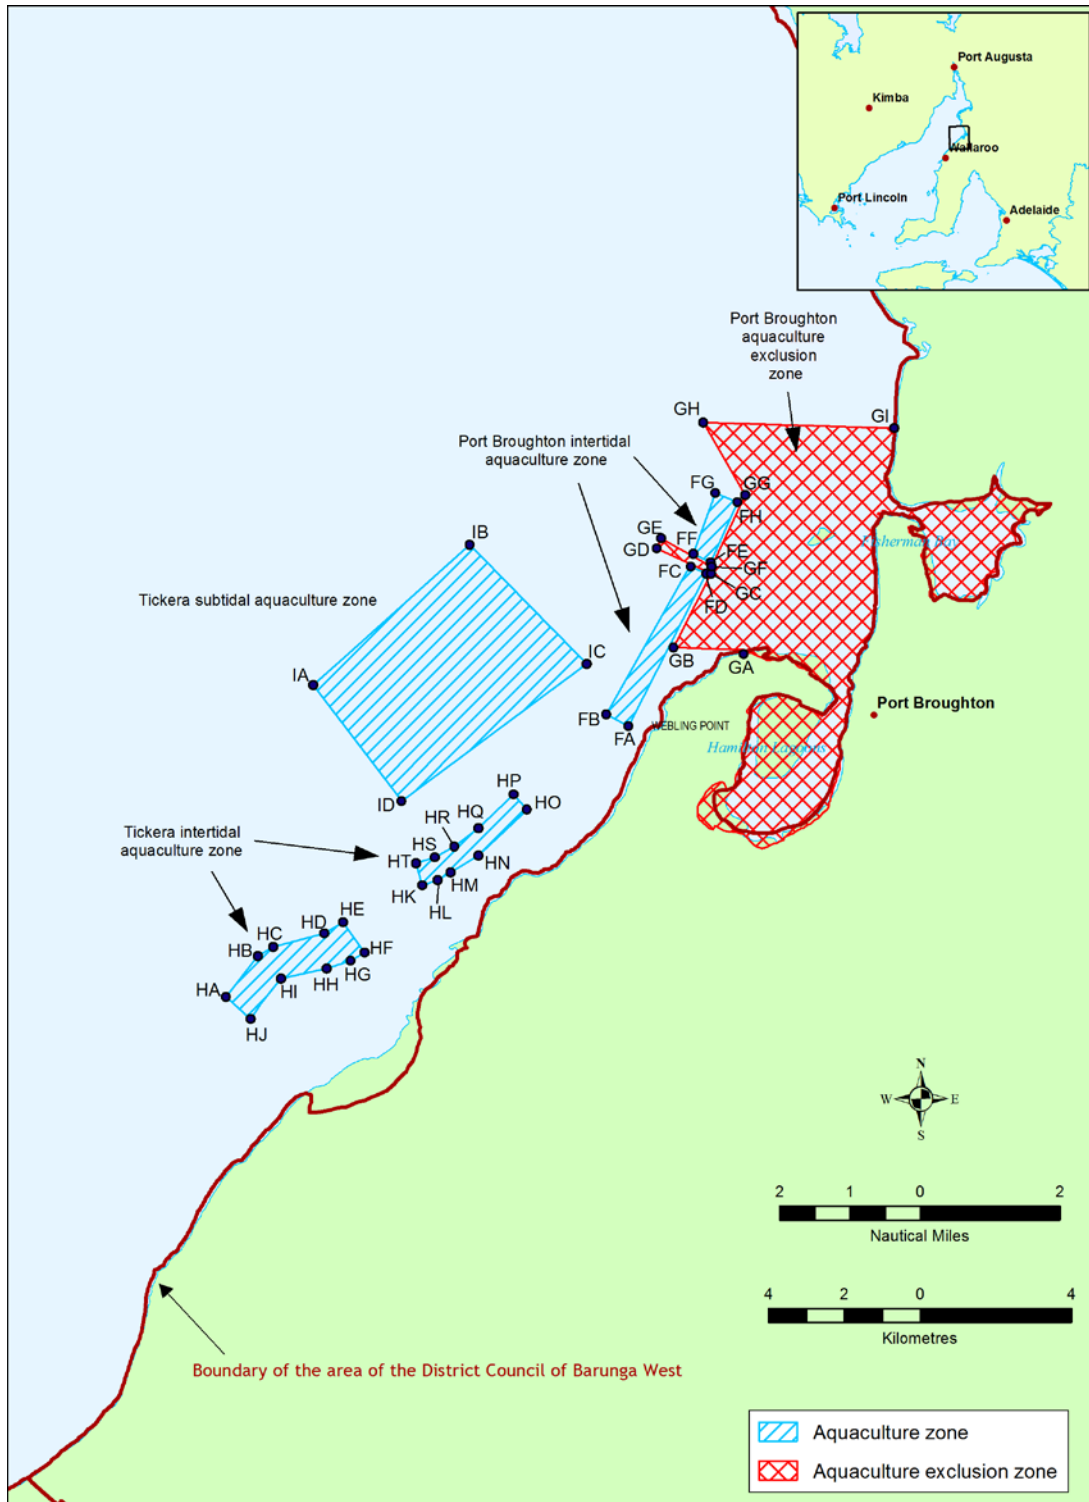 Port Augusta
Kimba
Wallaroo
Port Lincoln
Adelaide
Port Broughton
aquaculture
exclusion
zone
GH
GI
Port Broughton intertidal
aquaculture zone
FG
GG
FH
GE
GD
FF
FE
FC
GF
GC
FD
Fisherman Bay
IB
Tickera subtidal aquaculture zone
IC
IA
GB
GA
FB
FA
WEBLING POINT
Port Broughton
Hamilton Lagoons
ID
HP
HO
HQ
HR
HS
HT
HN
HM
HK
HL
Tickera intertidal
aquaculture zone
HE
HD
HC
HB
HF
HG
HH
HI
HA
HJ
N
W
E
S
2 1 0 2
Nautical Miles
4 2 0 4
Kilometres
Boundary of the area of the District Council of Barunga West
Aquaculture zone
Aquaculture exclusion zone